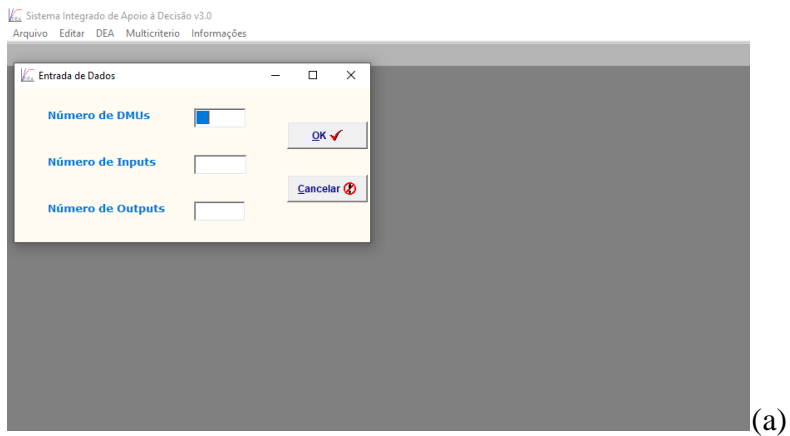 Sistema Integrado de Apoio à Decisão v3.0
Arquivo Editar DEA Multicriterio Informações
Entrada de Dados
Número de DMUs
OK
Número de Inputs
Cancelar
Número de Outputs
(a)